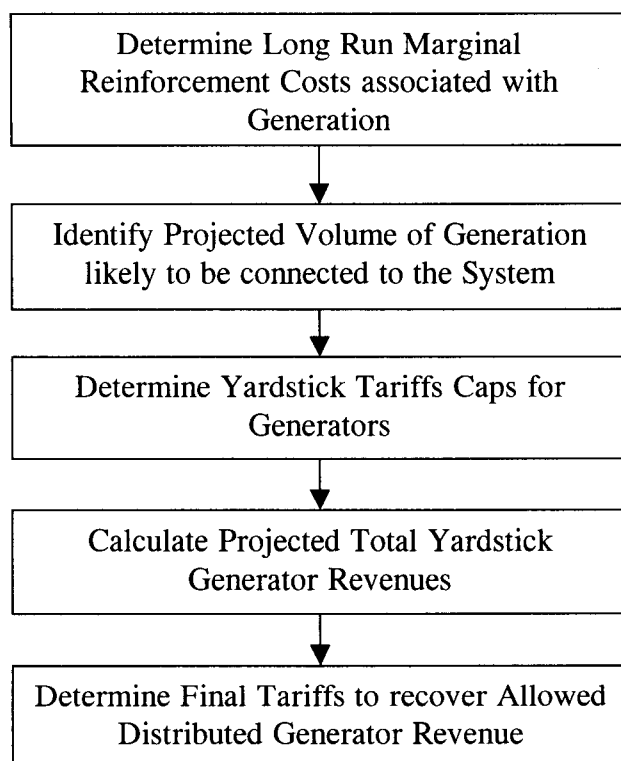 Determine Long Run Marginal
Reinforcement Costs associated with
Generation
Identify Projected Volume of Generation
likely to be connected to the System
Determine Yardstick Tariffs Caps for
Generators
Calculate Projected Total Yardstick
Generator Revenues
Determine Final Tariffs to recover Allowed
Distributed Generator Revenue